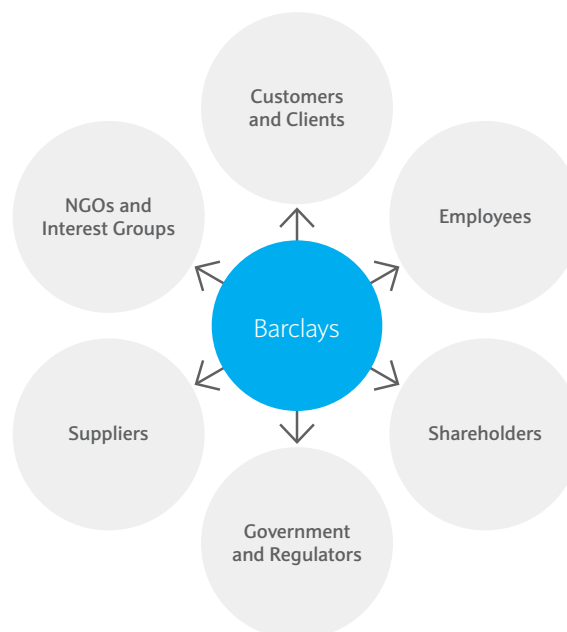 Customers
and Clients
NGOs and
Interest Groups
Employees
Barclays
Suppliers
Shareholders
Government
and Regulators